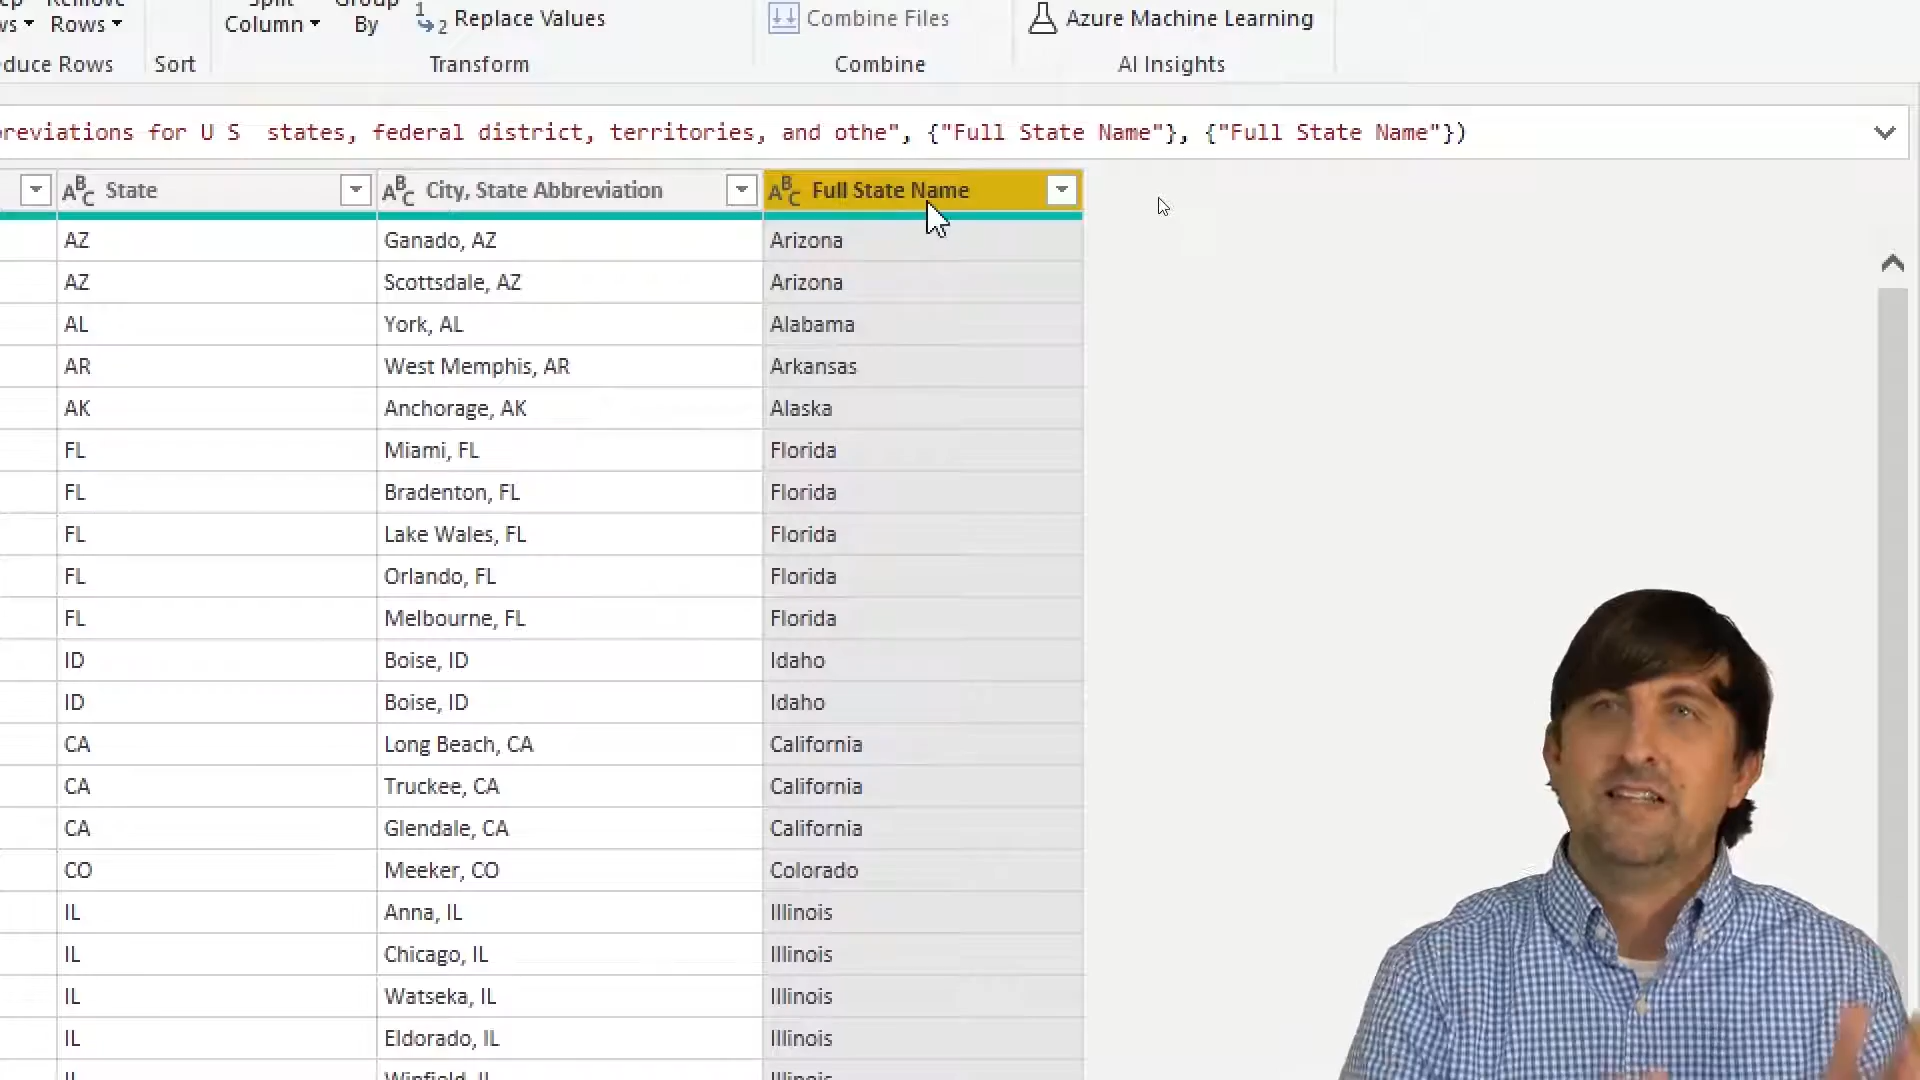 Split
Rows Column Group By Replace Values Combine Files Azure Machine Learning
Sort Transform Combine AI Insights
reviations for U S  states, federal district, territories, and othe", {"Full State Name"}, {"Full State Name"})
State City, State Abbreviation Full State Name
AZ Ganado, AZ Arizona
AZ Scottsdale, AZ Arizona
AL York, AL Alabama
AR West Memphis, AR Arkansas
AK Anchorage, AK Alaska
FL Miami, FL Florida
FL Bradenton, FL Florida
FL Lake Wales, FL Florida
FL Orlando, FL Florida
FL Melbourne, FL Florida
ID Boise, ID Idaho
ID Boise, ID Idaho
CA Long Beach, CA California
CA Truckee, CA California
CA Glendale, CA California
CO Meeker, CO Colorado
IL Anna, IL Illinois
IL Chicago, IL Illinois
IL Watseka, IL Illinois
IL Eldorado, IL Illinois
IL Winfield, IL Illinois